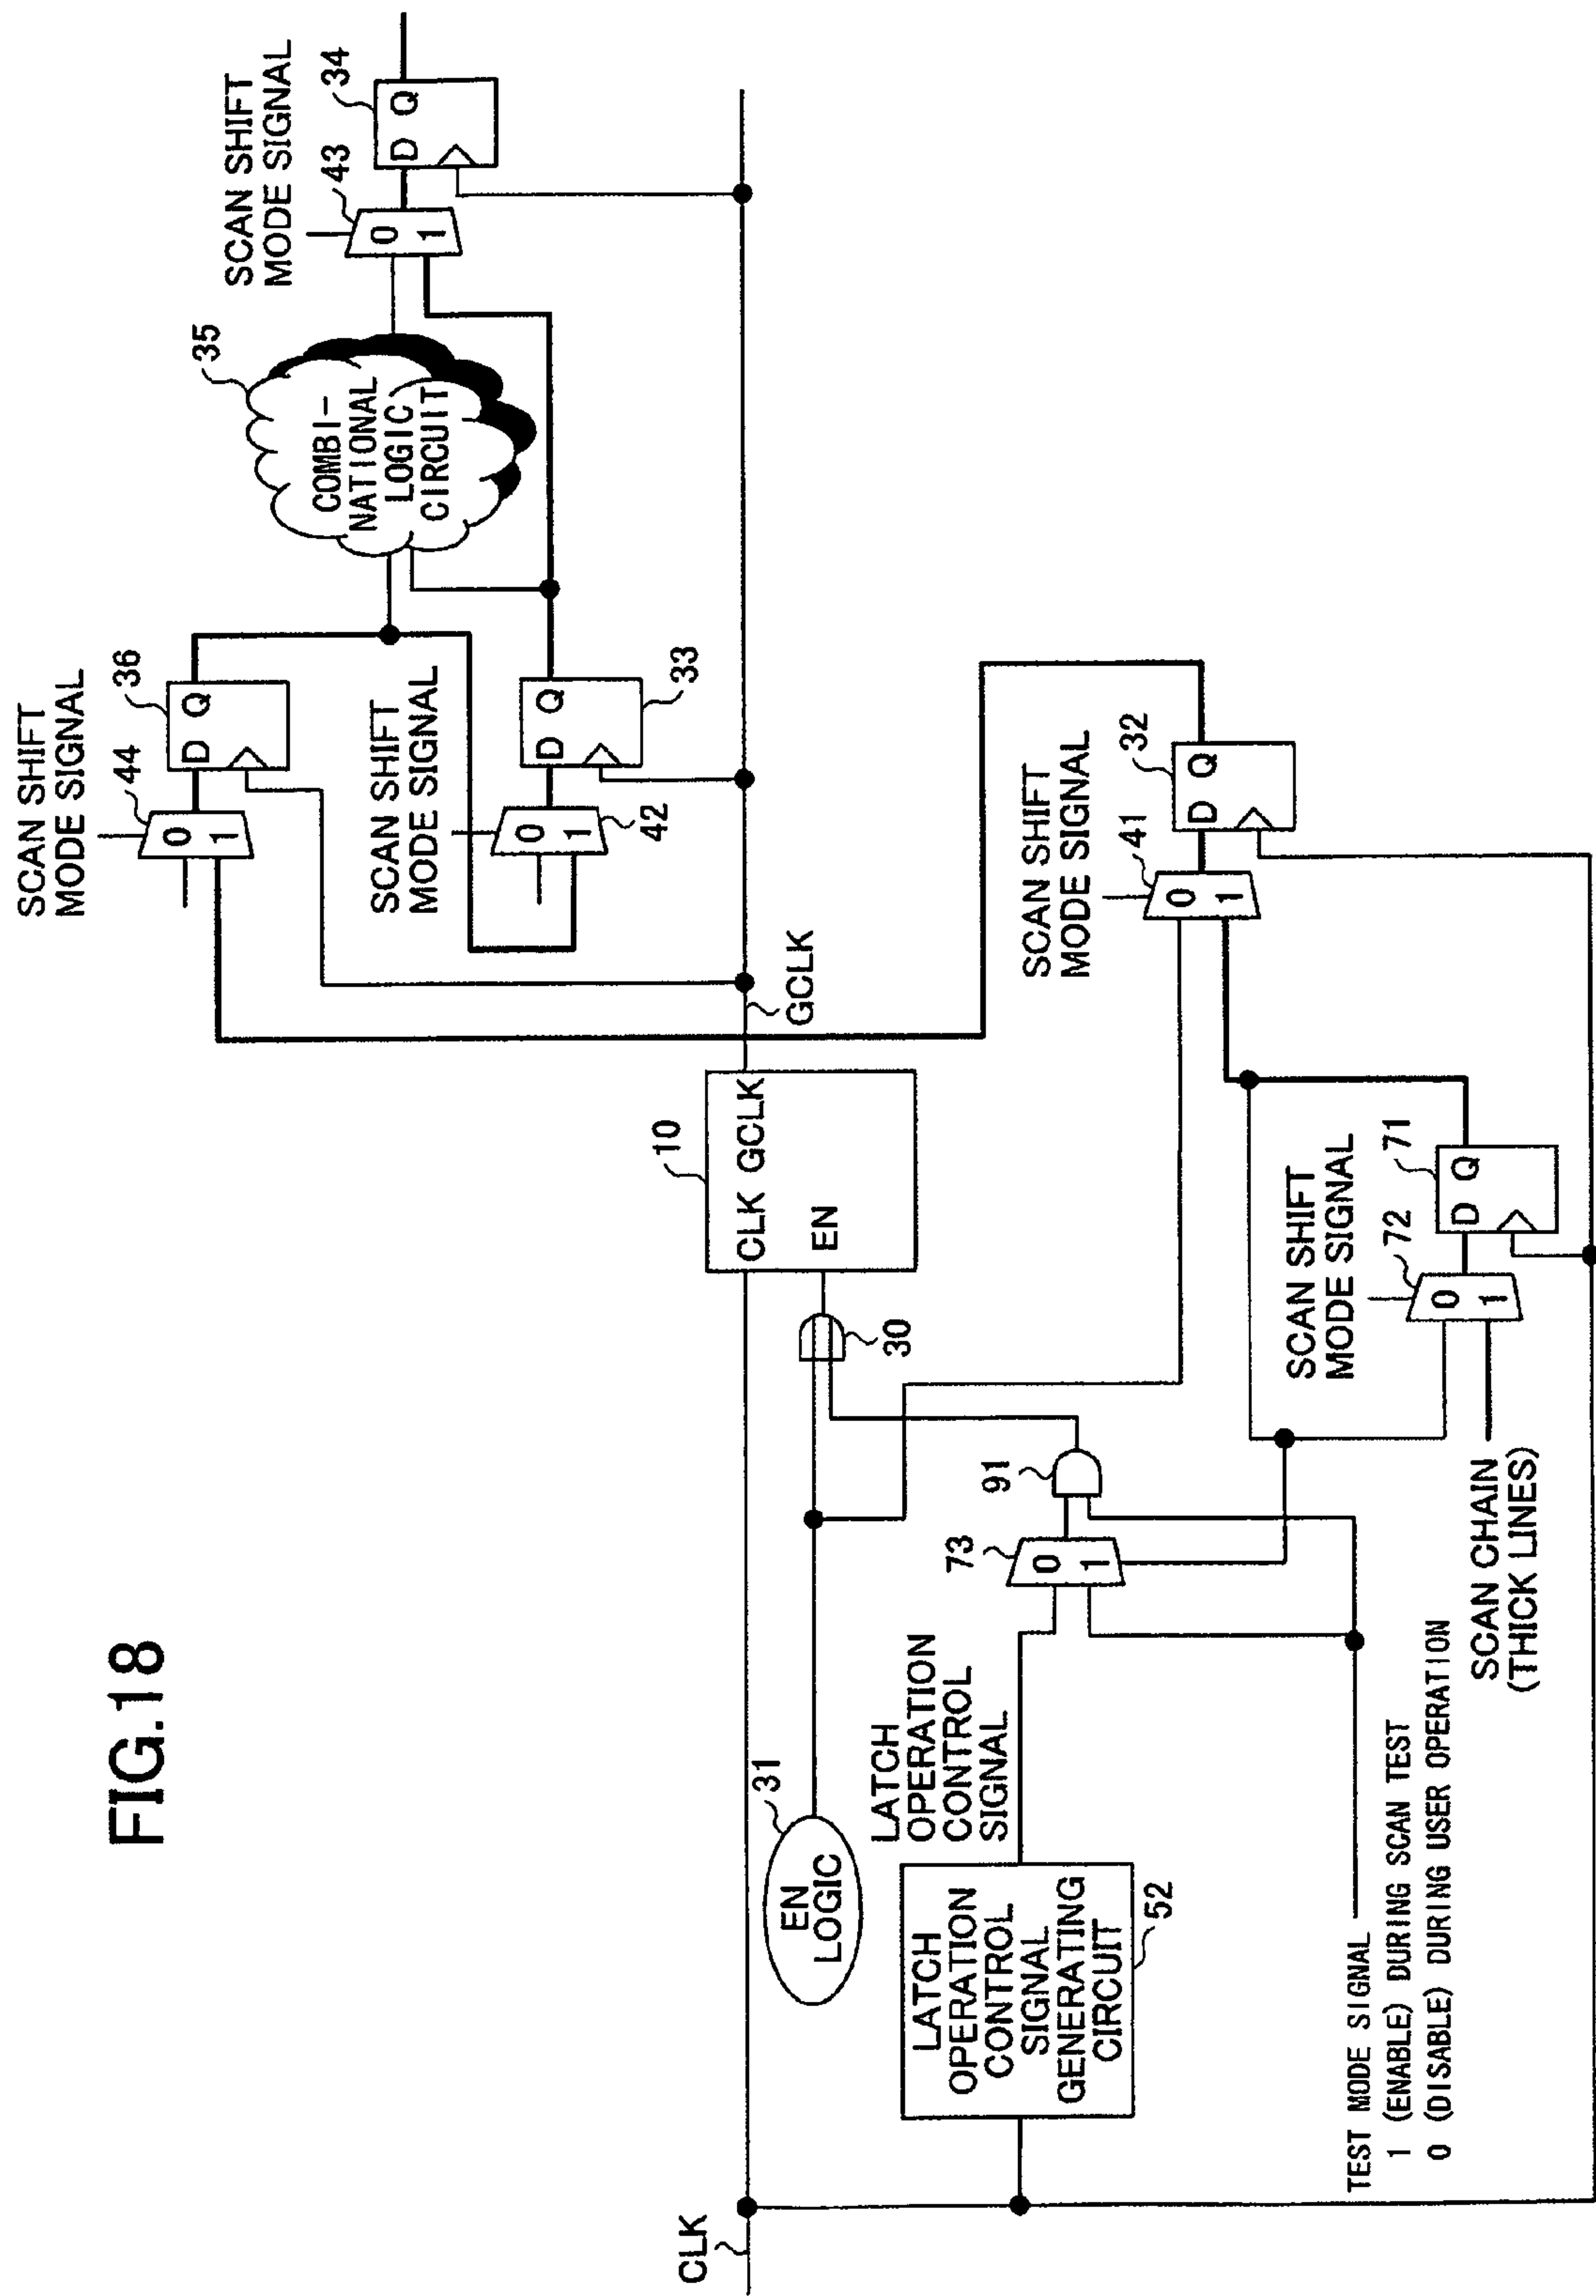 FIG.18
SCAN SHIFT
MODE SIGNAL
44
0
1
36
D Q
SCAN SHIFT
MODE SIGNAL
42
0
1
33
D Q
35
COMBI-
NATIONAL
LOGIC
CIRCUIT
SCAN SHIFT
MODE SIGNAL
43
0
1
34
D Q
CLK
10
CLK GCLK
EN
GCLK
31
EN
LOGIC
30
LATCH
OPERATION
CONTROL
SIGNAL
GENERATING
CIRCUIT
52
LATCH
OPERATION
CONTROL
SIGNAL
73
0
1
91
SCAN SHIFT
MODE SIGNAL
41
0
1
32
D Q
SCAN SHIFT
MODE SIGNAL
72
0
1
71
D Q
TEST MODE SIGNAL
1 (ENABLE) DURING SCAN TEST
0 (DISABLE) DURING USER OPERATION
SCAN CHAIN
(THICK LINES)